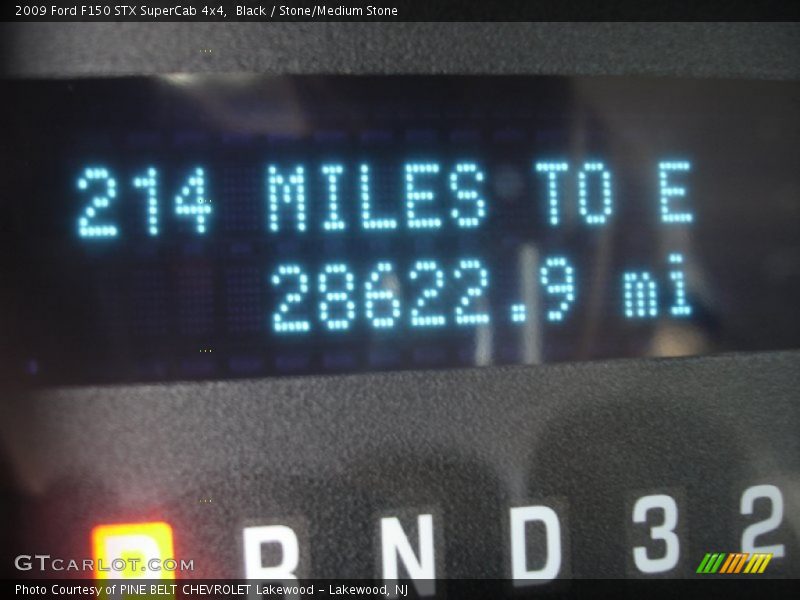 2009 Ford F150 STX SuperCab 4x4, Black / Stone/Medium Stone
214 MILES TO E
28622.9 mi
P R N D 3 2
GTCARLOT.COM
Photo Courtesy of PINE BELT CHEVROLET Lakewood - Lakewood, NJ